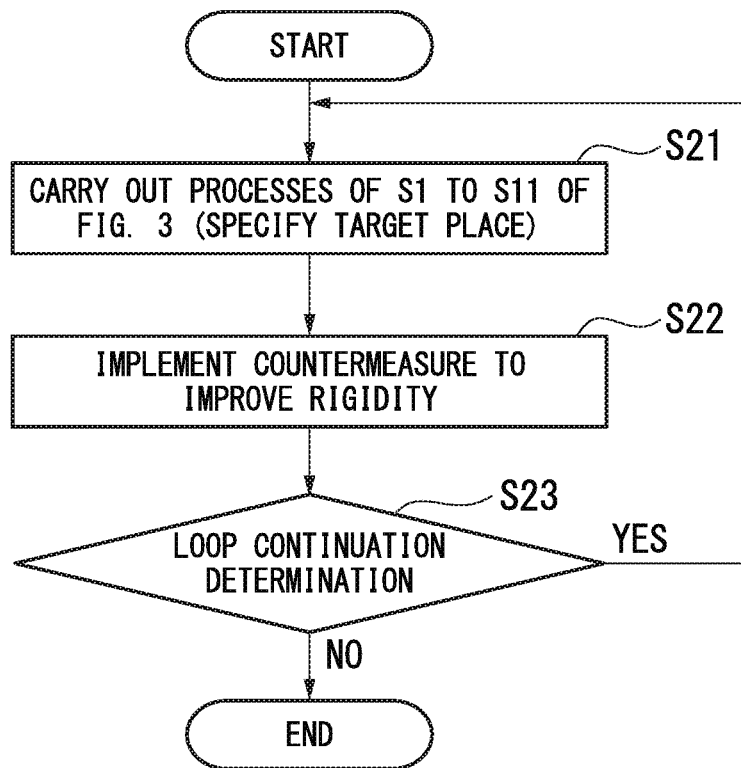 START
S21
CARRY OUT PROCESSES OF S1 TO S11 OF
FIG. 3 (SPECIFY TARGET PLACE)
S22
IMPLEMENT COUNTERMEASURE TO
IMPROVE RIGIDITY
S23
LOOP CONTINUATION
DETERMINATION
YES
NO
END